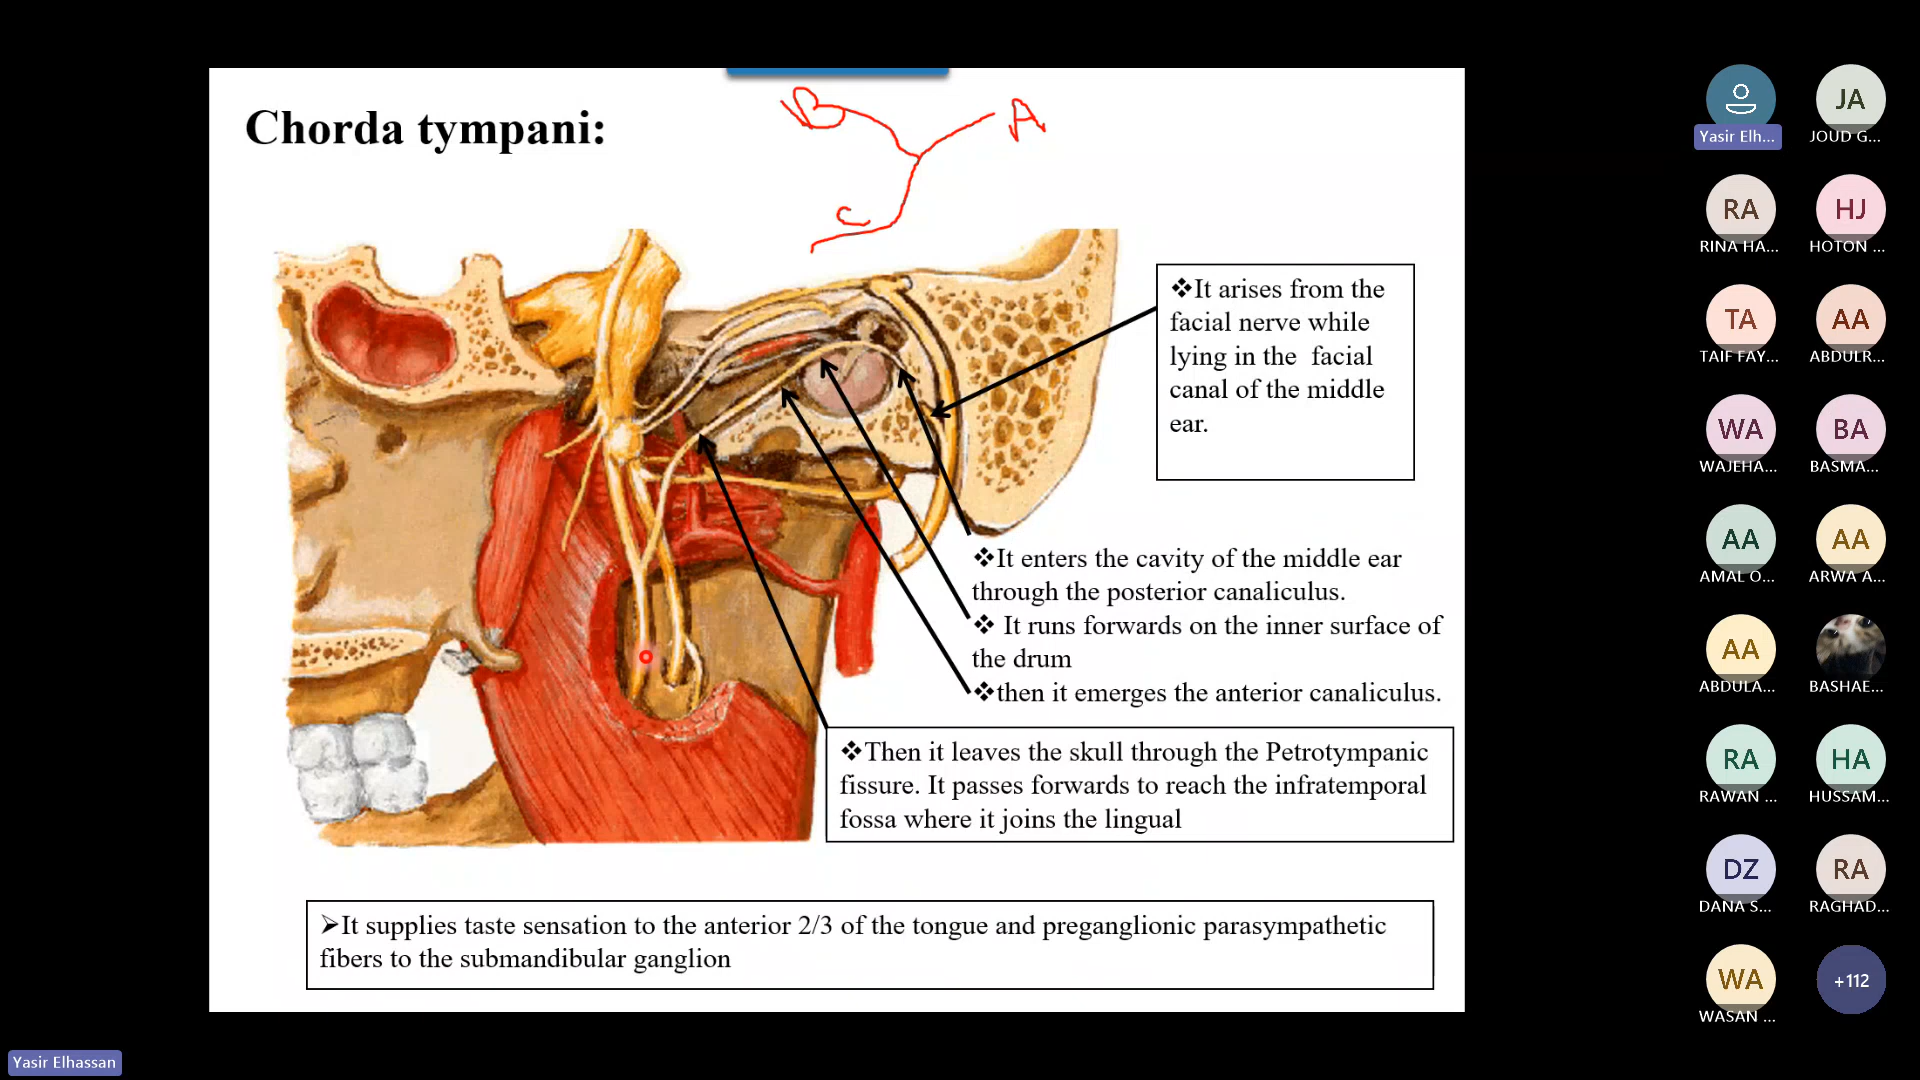 Chorda tympani:
B
A
C
❖It arises from the
facial nerve while
lying in the facial
canal of the middle
ear.
❖It enters the cavity of the middle ear
through the posterior canaliculus.
❖ It runs forwards on the inner surface of
the drum
❖then it emerges the anterior canaliculus.
❖Then it leaves the skull through the Petrotympanic
fissure. It passes forwards to reach the infratemporal
fossa where it joins the lingual
➢It supplies taste sensation to the anterior 2/3 of the tongue and preganglionic parasympathetic
fibers to the submandibular ganglion
Yasir Elh...
JA
JOUD G...
RA
RINA HA...
HJ
HOTON ...
TA
TAIF FAY...
AA
ABDULR...
WA
WAJEHA...
BA
BASMA...
AA
AMAL O...
AA
ARWA A...
AA
ABDULA...
BASHAE...
RA
RAWAN ...
HA
HUSSAM...
DZ
DANA S...
RA
RAGHAD...
WA
WASAN ...
+112
Yasir Elhassan